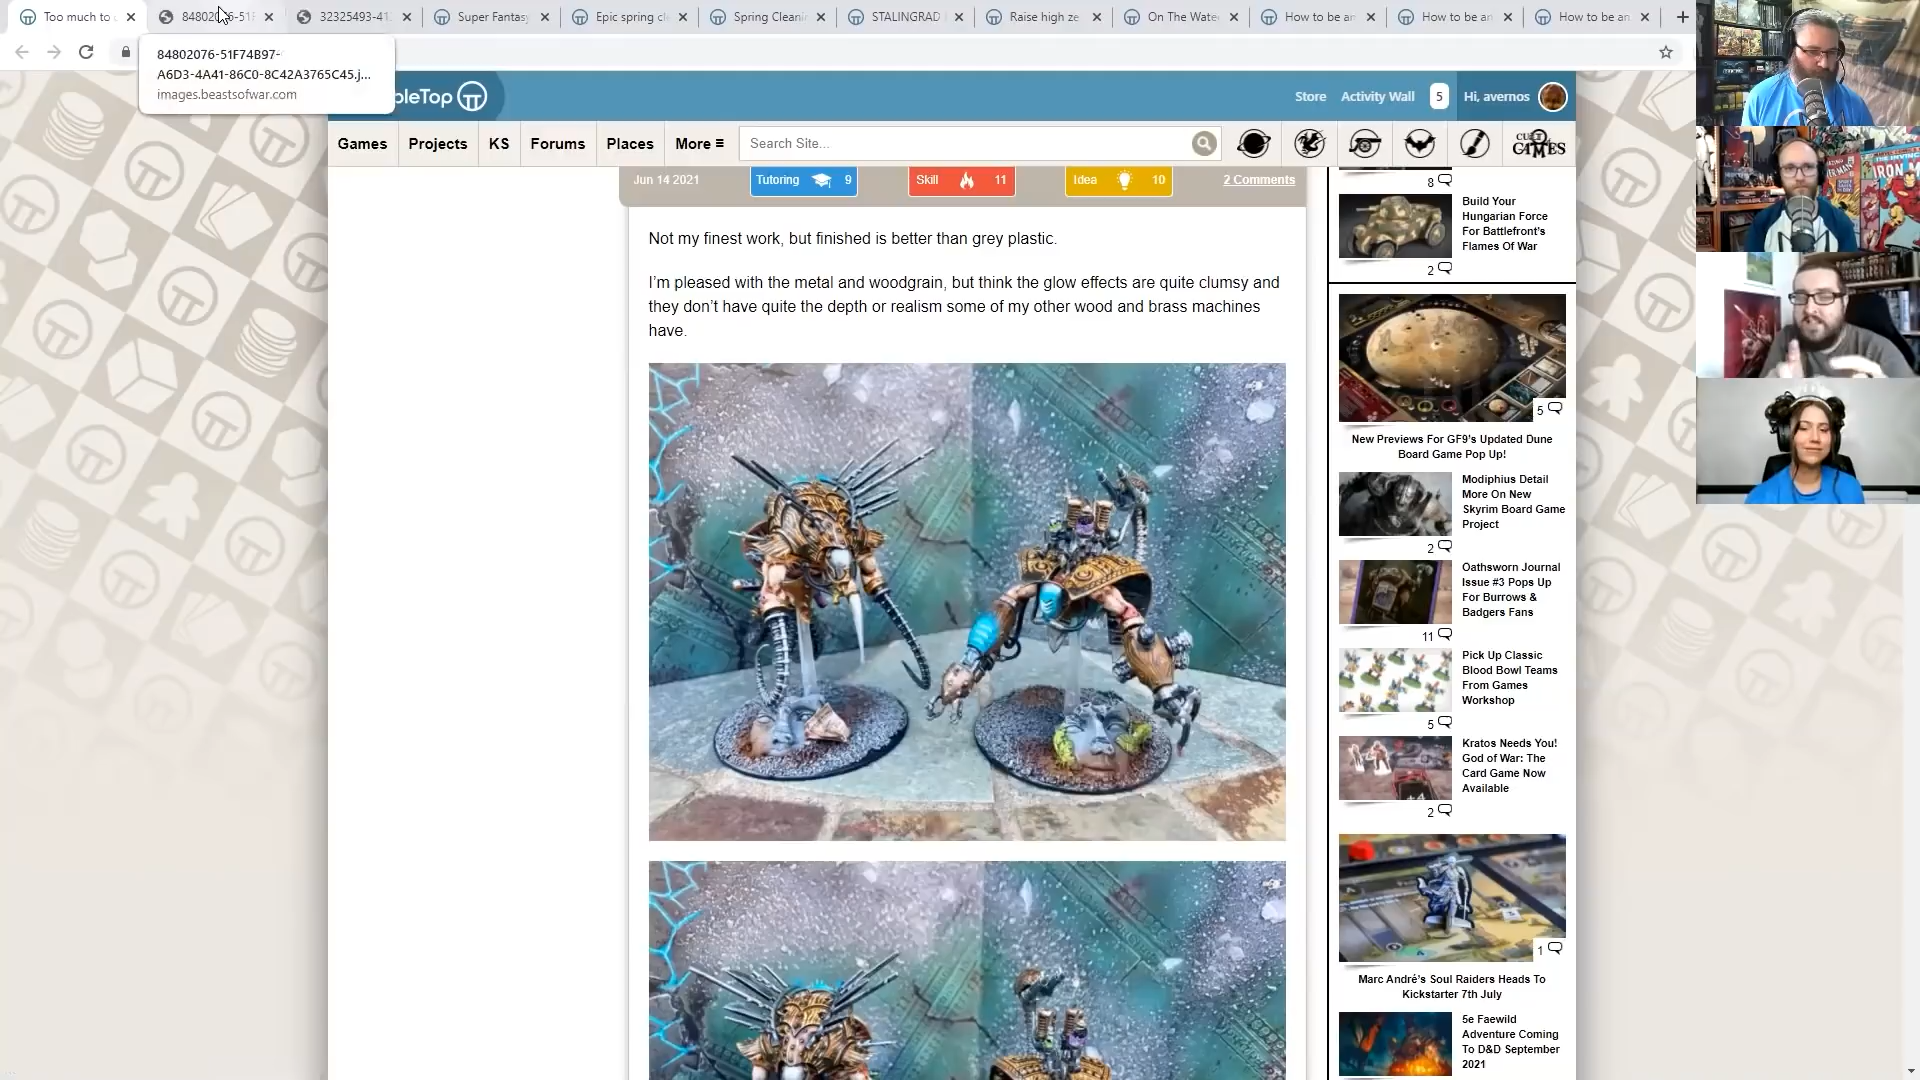 Too much to
84802076-51F
32325493-41
Super Fantasy
Epic spring cl
Spring Cleani
STALINGRAD
Raise high ze
On The Wate
How to be an
How to be an
How to be an
84802076-51F74B97-
A6D3-4A41-86C0-8C42A3765C45.j...
images.beastsofwar.com
bleTop
Store
Activity Wall
5
Hi, avernos
Games
Projects
KS
Forums
Places
More ≡
Search Site...
CULT OF GAMES
Jun 14 2021
Tutoring 9
Skill 11
Idea 10
2 Comments
Not my finest work, but finished is better than grey plastic.
I'm pleased with the metal and woodgrain, but think the glow effects are quite clumsy and
they don't have quite the depth or realism some of my other wood and brass machines
have.
8
Build Your
Hungarian Force
For Battlefront's
Flames Of War
2
5
New Previews For GF9's Updated Dune
Board Game Pop Up!
Modiphius Detail
More On New
Skyrim Board Game
Project
2
Oathsworn Journal
Issue #3 Pops Up
For Burrows &
Badgers Fans
11
Pick Up Classic
Blood Bowl Teams
From Games
Workshop
5
Kratos Needs You!
God of War: The
Card Game Now
Available
2
1
Marc André's Soul Raiders Heads To
Kickstarter 7th July
5e Faewild
Adventure Coming
To D&D September
2021
IRON M